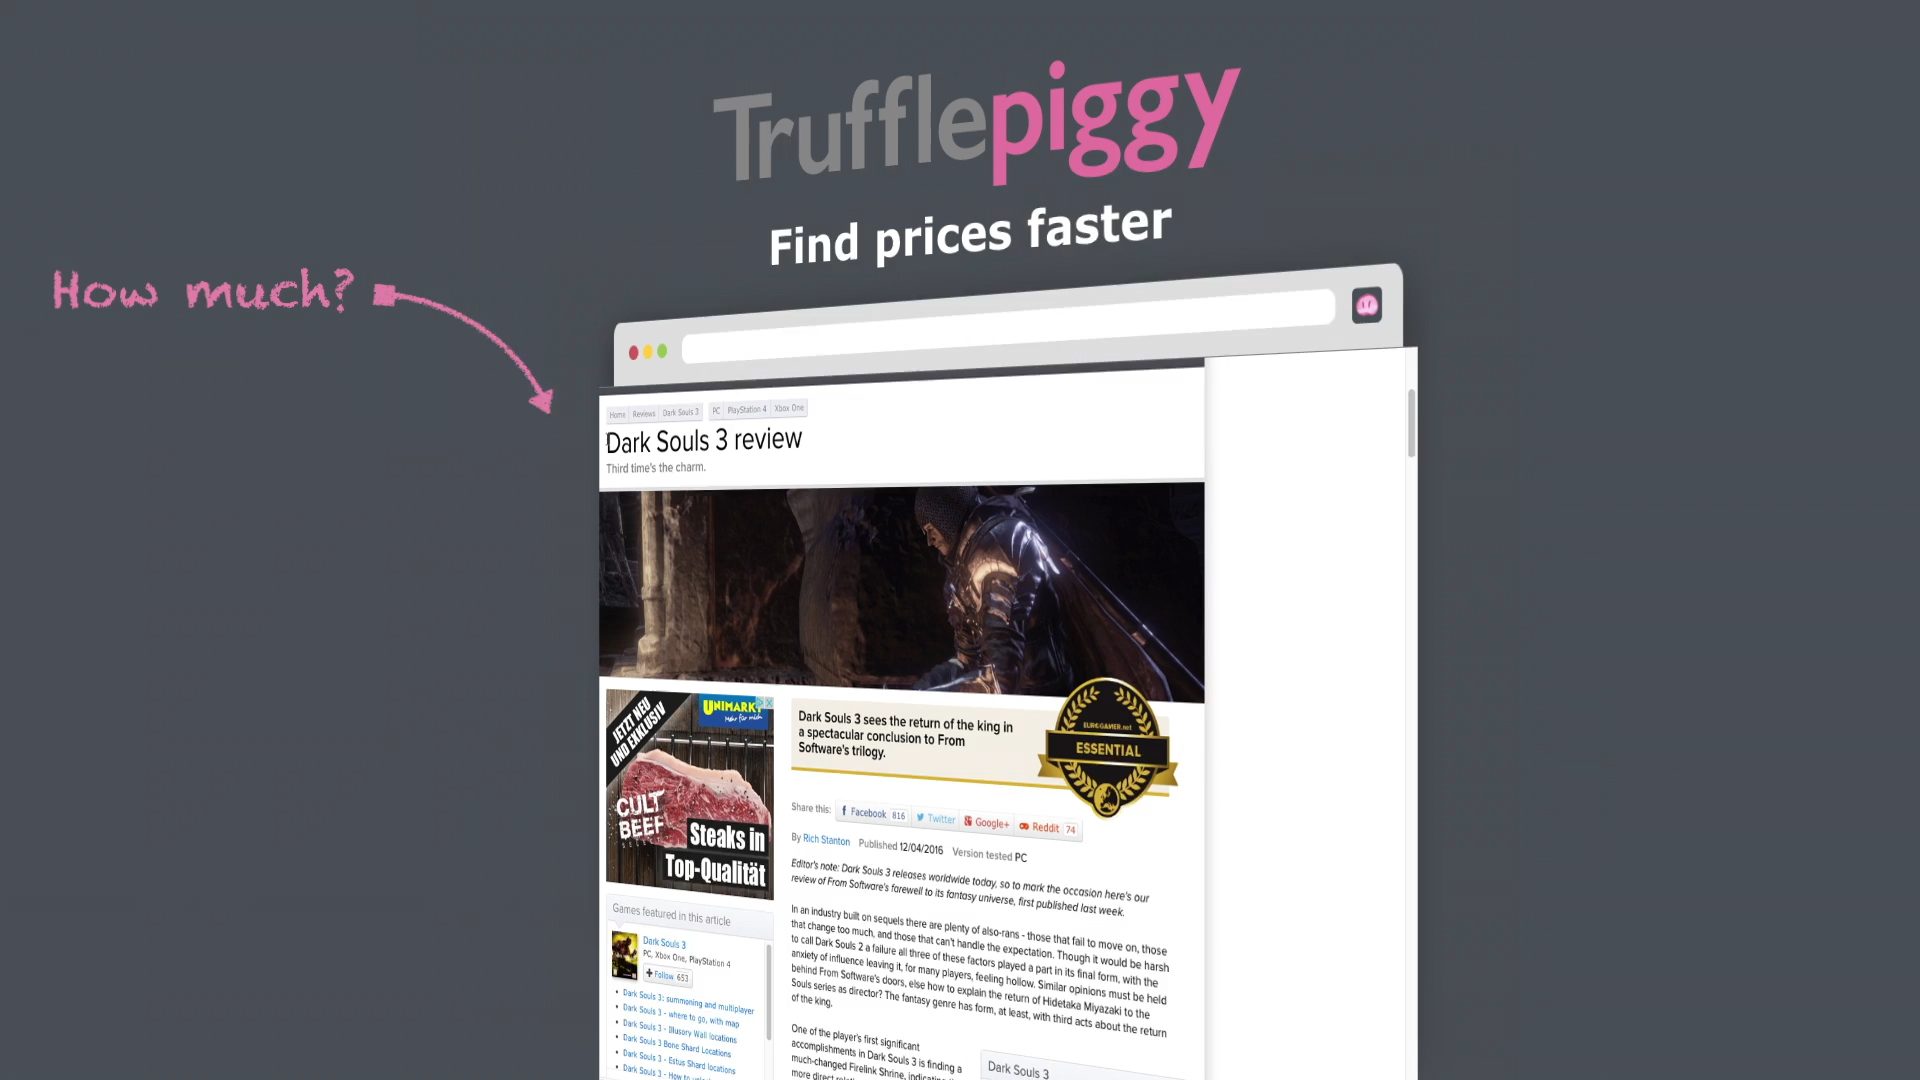 Trufflepiggy
Find prices faster
How much?
Home Reviews Dark Souls 3 PC PlayStation 4 Xbox One
Dark Souls 3 review
Third time's the charm.
JETZT NEU
UND EXKLUSIV
UNIMARKT
Mehr für mich
CULT
BEEF
SELECT
Steaks in
Top-Qualität
Games featured in this article
Dark Souls 3
PC, Xbox One, PlayStation 4
+ Follow 653
• Dark Souls 3: summoning and multiplayer
• Dark Souls 3 - where to go, with map
• Dark Souls 3 - Illusory Wall locations
• Dark Souls 3 Bone Shard Locations
• Dark Souls 3 - Estus Shard locations
• Dark Souls 3 - How to
Dark Souls 3 sees the return of the king in
a spectacular conclusion to From
Software's trilogy.
EUROGAMER.net
ESSENTIAL
Share this: Facebook 816 Twitter Google+ Reddit 74
By Rich Stanton Published 12/04/2016 Version tested PC
Editor's note: Dark Souls 3 releases worldwide today, so to mark the occasion here's our
review of From Software's farewell to its fantasy universe, first published last week.
In an industry built on sequels there are plenty of also-rans - those that fail to move on, those
that change too much, and those that can't handle the expectation. Though it would be harsh
to call Dark Souls 2 a failure all three of these factors played a part in its final form, with the
anxiety of influence leaving it, for many players, feeling hollow. Similar opinions must be held
behind From Software's doors, else how to explain the return of Hidetaka Miyazaki to the
Souls series as director? The fantasy genre has form, at least, with third acts about the return
of the king.
One of the player's first significant
accomplishments in Dark Souls 3 is finding a
much-changed Firelink Shrine, indicating
more direct
Dark Souls 3